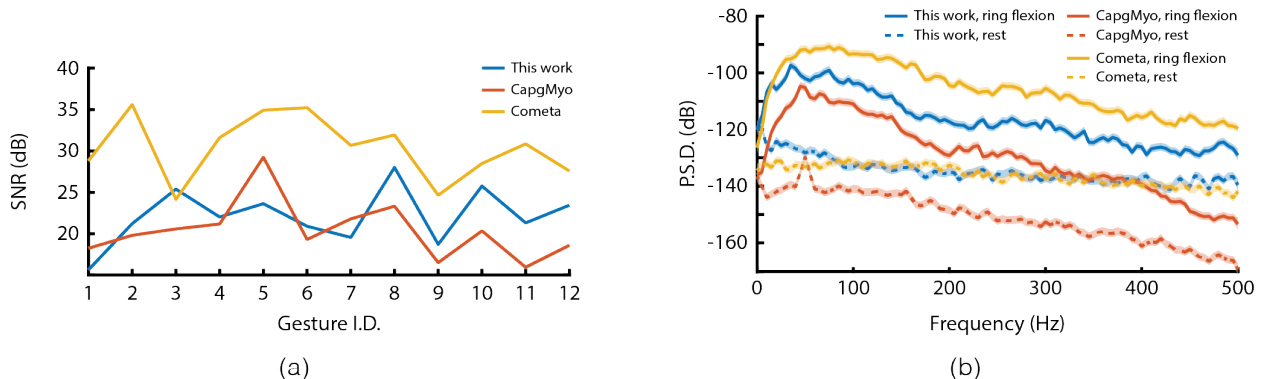 40
35
30
25
20
SNR (dB)
This work
CapgMyo
Cometa
1 2 3 4 5 6 7 8 9 10 11 12
Gesture I.D.
(a)
-80
-100
-120
-140
-160
P.S.D. (dB)
This work, ring flexion
This work, rest
CapgMyo, ring flexion
CapgMyo, rest
Cometa, ring flexion
Cometa, rest
0 100 200 300 400 500
Frequency (Hz)
(b)